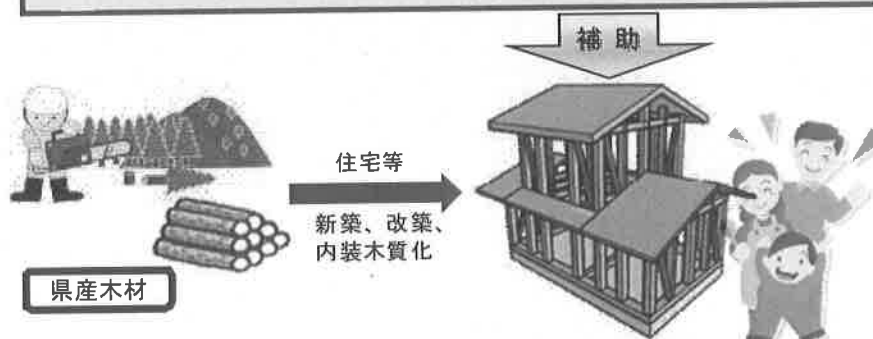 補助
住宅等
新築、改築、
内装木質化
県産木材